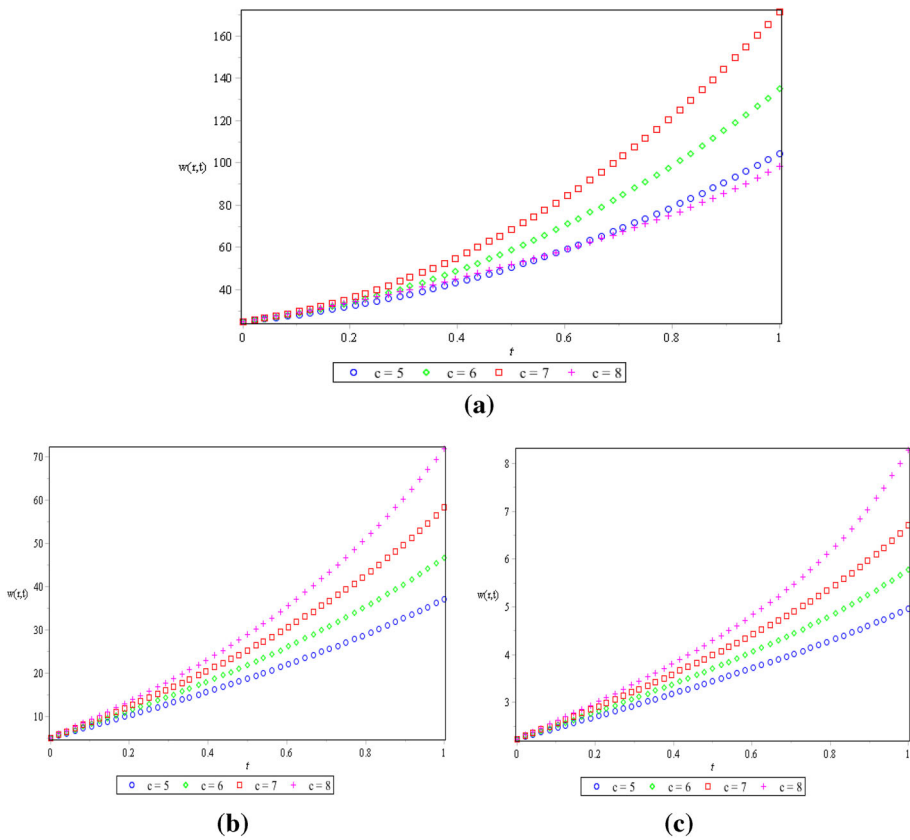 160
140
120
100
w(r,t)
80
60
40
0 0.2 0.4 0.6 0.8 1
t
c = 5 c = 6 c = 7 c = 8
(a)
70
60
50
40
w(r,t)
30
20
10
0 0.2 0.4 0.6 0.8 1
t
c = 5 c = 6 c = 7 c = 8
(b)
8
7
6
w(r,t)
5
4
3
0 0.2 0.4 0.6 0.8 1
t
c = 5 c = 6 c = 7 c = 8
(c)